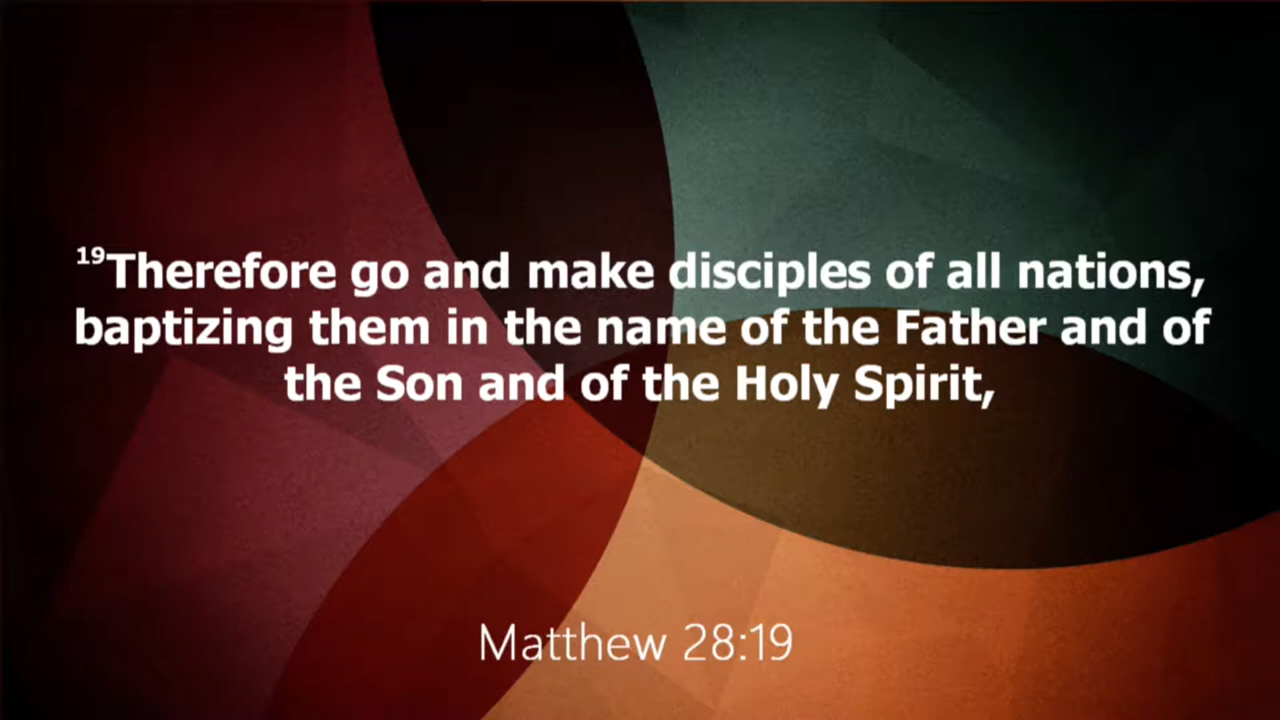 19Therefore go and make disciples of all nations,
baptizing them in the name of the Father and of
the Son and of the Holy Spirit,
Matthew 28:19